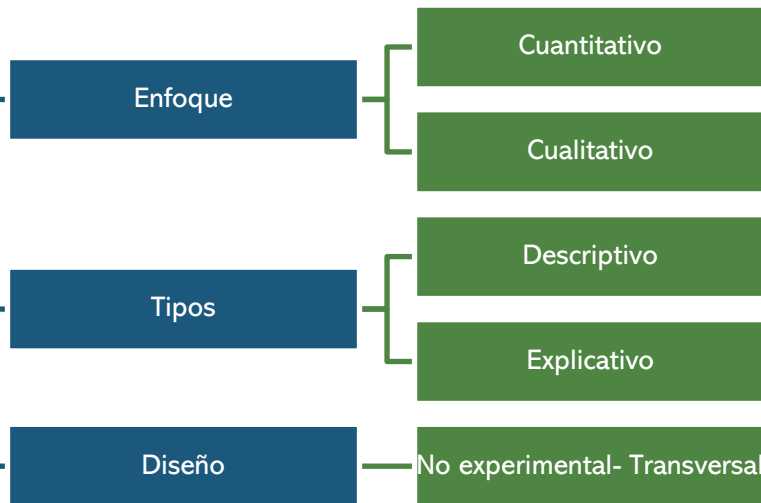 Enfoque
Cuantitativo
Cualitativo
Tipos
Descriptivo
Explicativo
Diseño
No experimental- Transversal